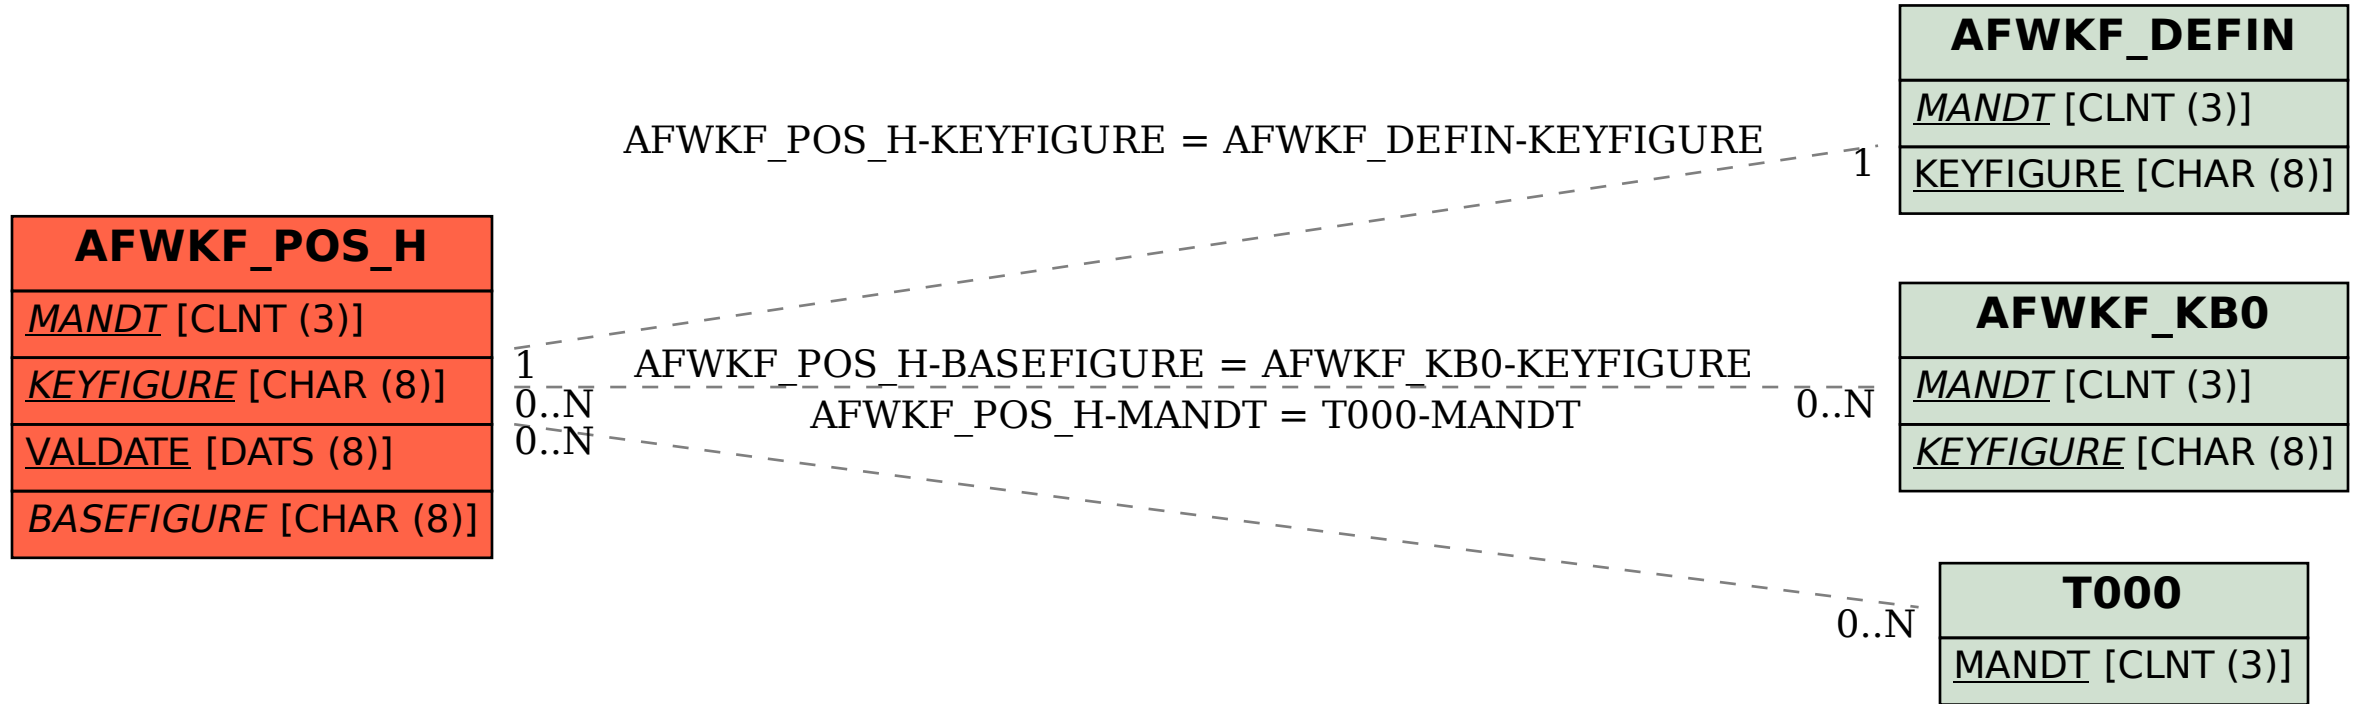 AFWKF_POS_H
MANDT [CLNT (3)]
KEYFIGURE [CHAR (8)]
VALDATE [DATS (8)]
BASEFIGURE [CHAR (8)]
AFWKF_POS_H-KEYFIGURE = AFWKF_DEFIN-KEYFIGURE
1
1
AFWKF_POS_H-BASEFIGURE = AFWKF_KB0-KEYFIGURE
0..N
0..N
AFWKF_POS_H-MANDT = T000-MANDT
0..N
0..N
AFWKF_DEFIN
MANDT [CLNT (3)]
KEYFIGURE [CHAR (8)]
AFWKF_KB0
MANDT [CLNT (3)]
KEYFIGURE [CHAR (8)]
T000
MANDT [CLNT (3)]